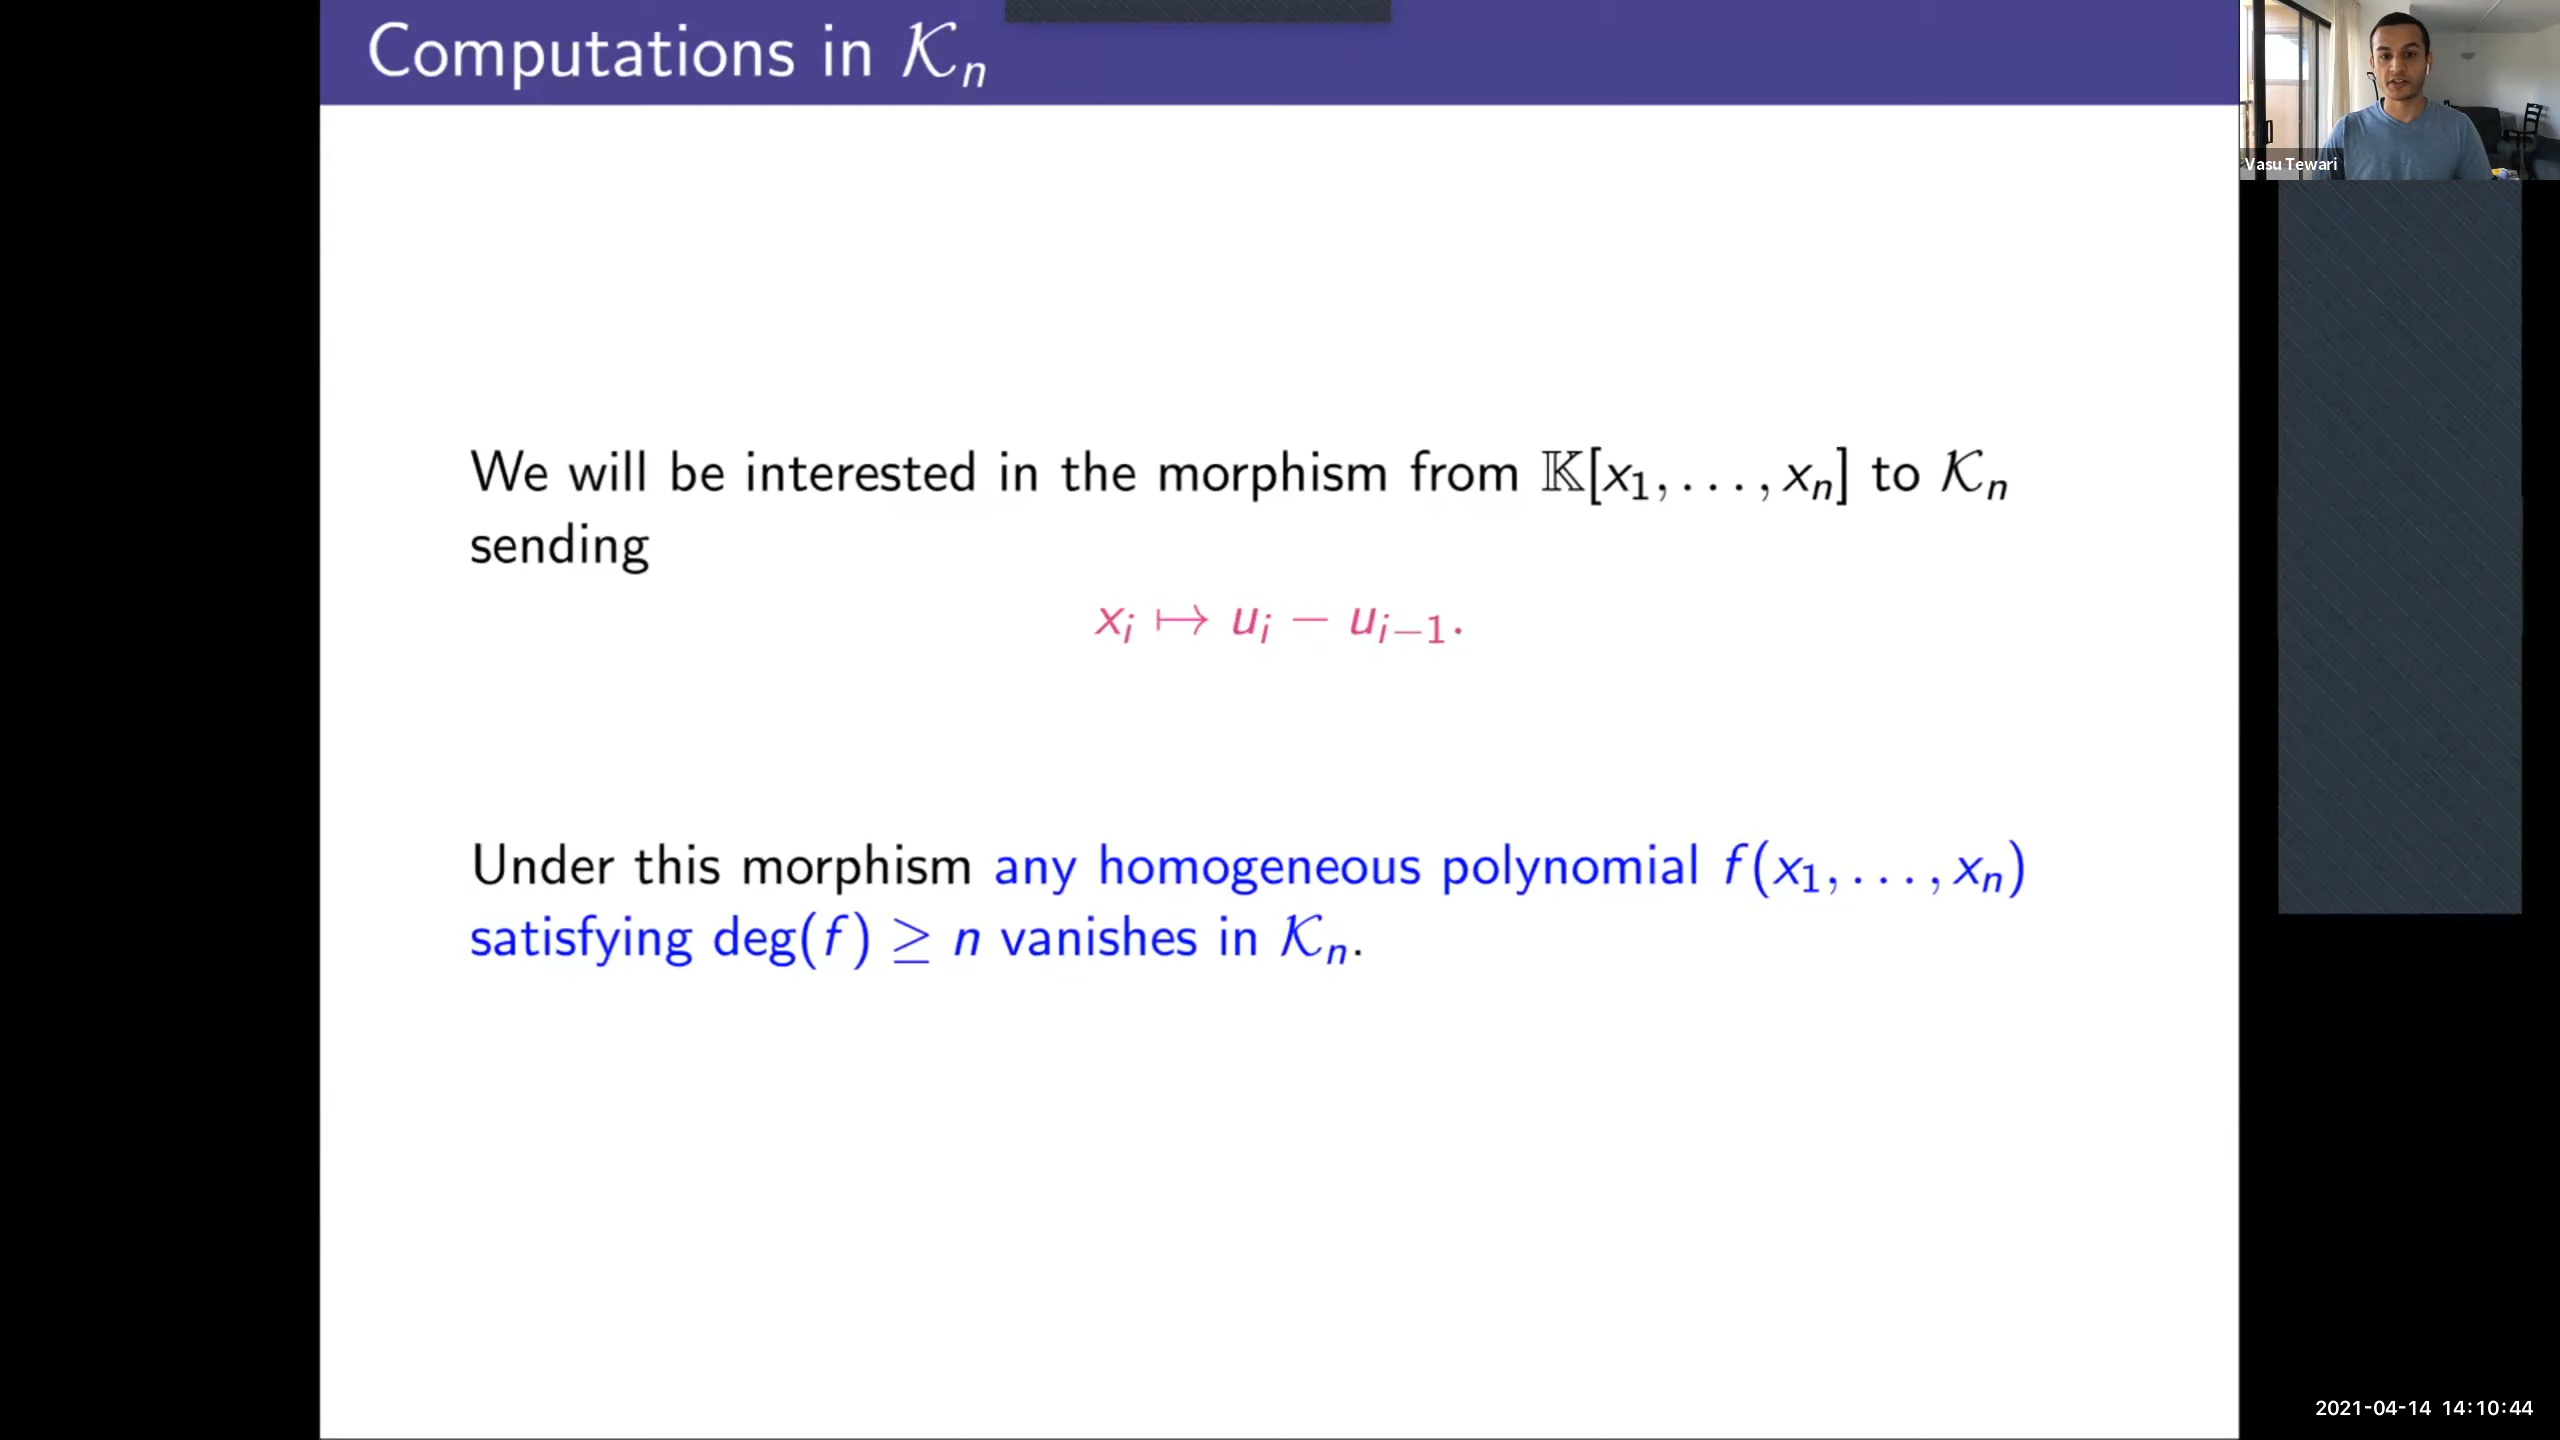 Computations in 𝒦ₙ
Vasu Tewari
We will be interested in the morphism from 𝕂[x₁, . . . , xₙ] to 𝒦ₙ
sending
xᵢ ↦ uᵢ − uᵢ₋₁.
Under this morphism any homogeneous polynomial f(x₁, . . . , xₙ)
satisfying deg(f) ≥ n vanishes in 𝒦ₙ.
2021-04-14 14:10:44